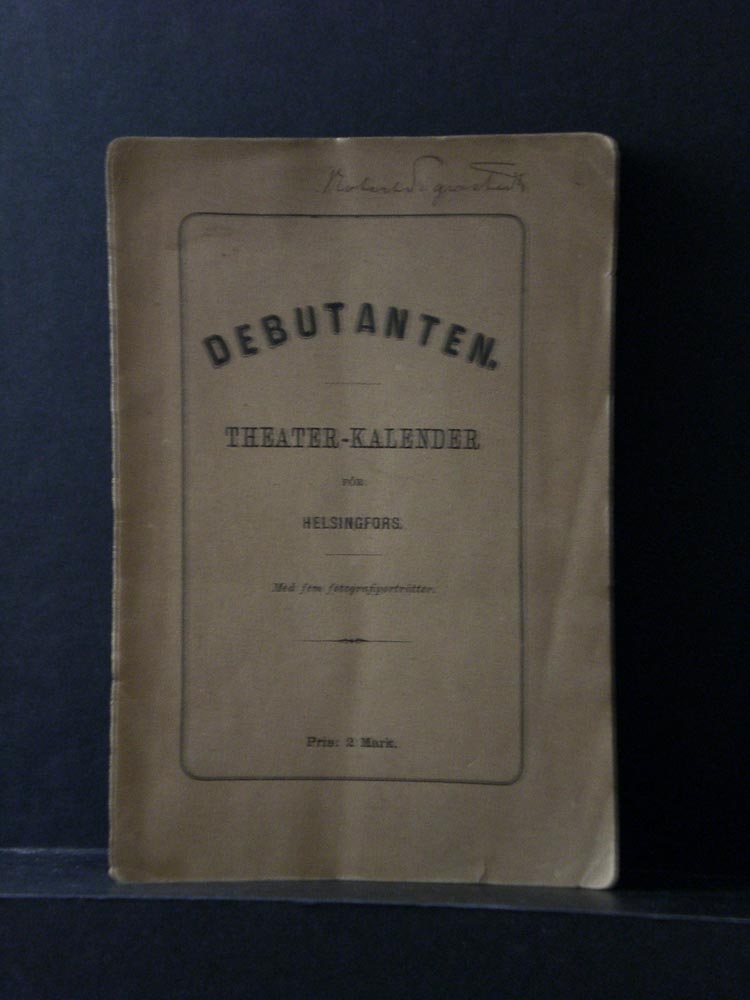 DEBUTANTEN.
THEATER-KALENDER
FÖR
HELSINGFORS.
Med fem fotografiporträtter.
Pris: 2 Mark.